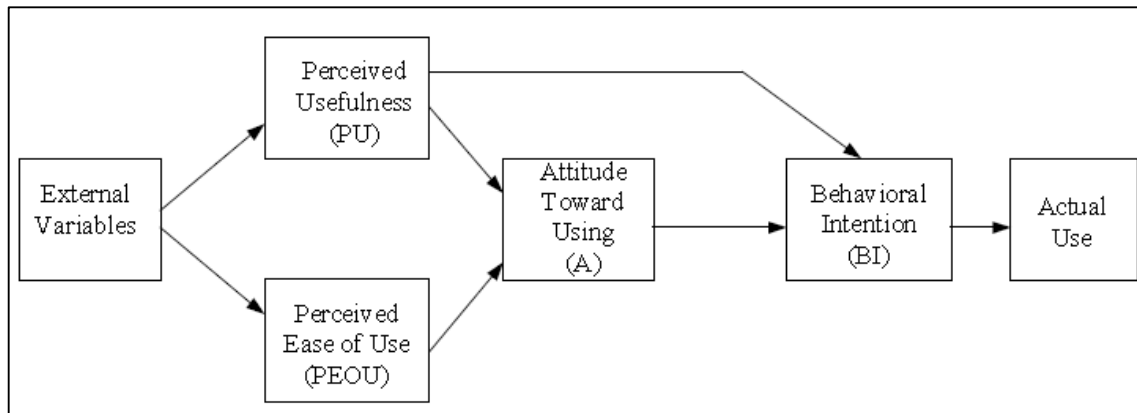 External
Variables
Perceived
Usefulness
(PU)
Perceived
Ease of Use
(PEOU)
Attitude
Toward
Using
(A)
Behavioral
Intention
(BI)
Actual
Use